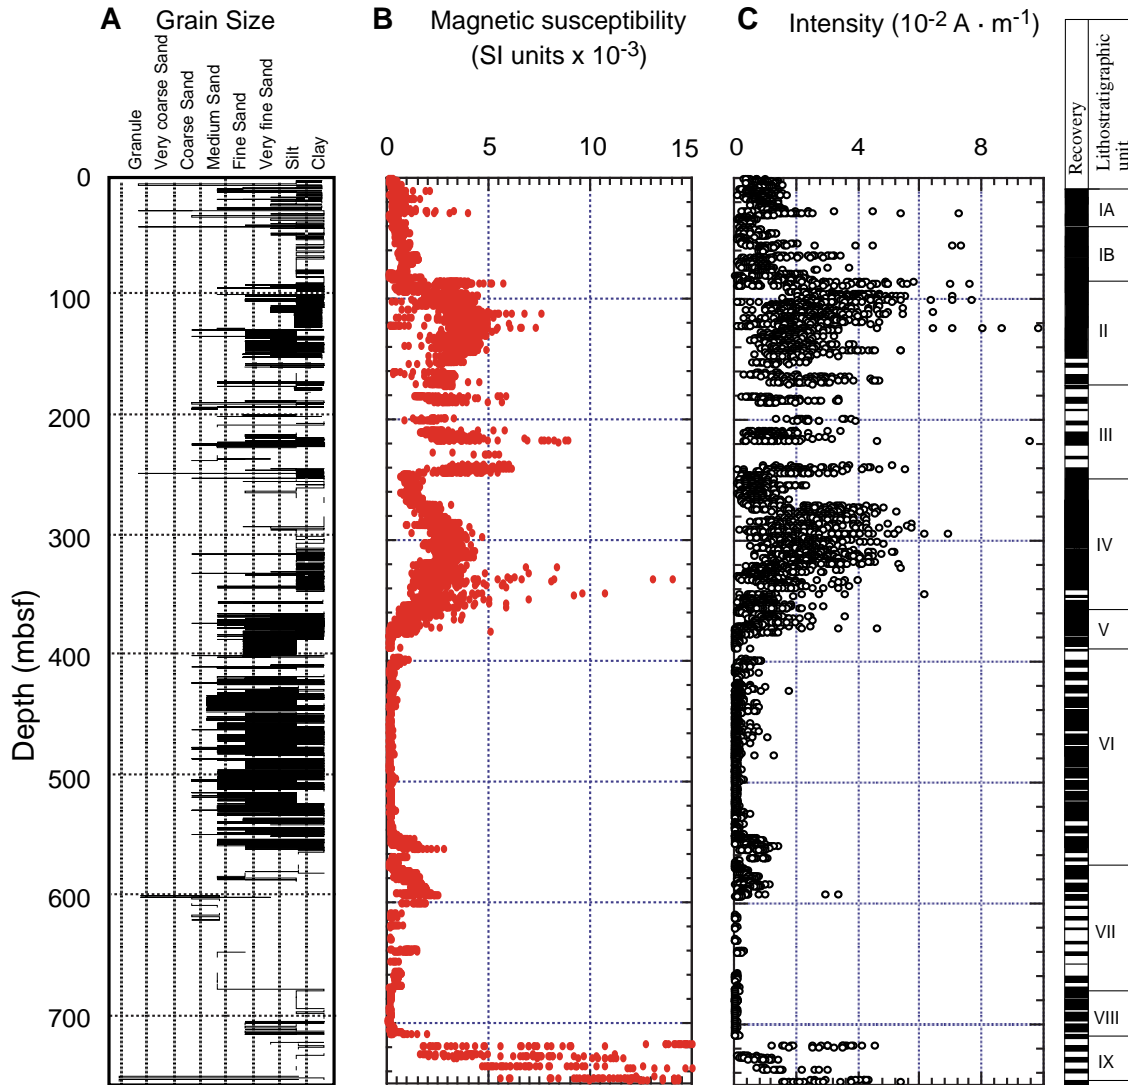 A Grain Size
Granule
Very coarse Sand
Coarse Sand
Medium Sand
Fine Sand
Very fine Sand
Silt
Clay
B Magnetic susceptibility
(SI units x 10-3)
0 5 10 15
C Intensity (10-2 A · m-1)
0 4 8
Recovery
Lithostratigraphic
unit
Depth (mbsf)
0
100
200
300
400
500
600
700
IA
IB
II
III
IV
V
VI
VII
VIII
IX